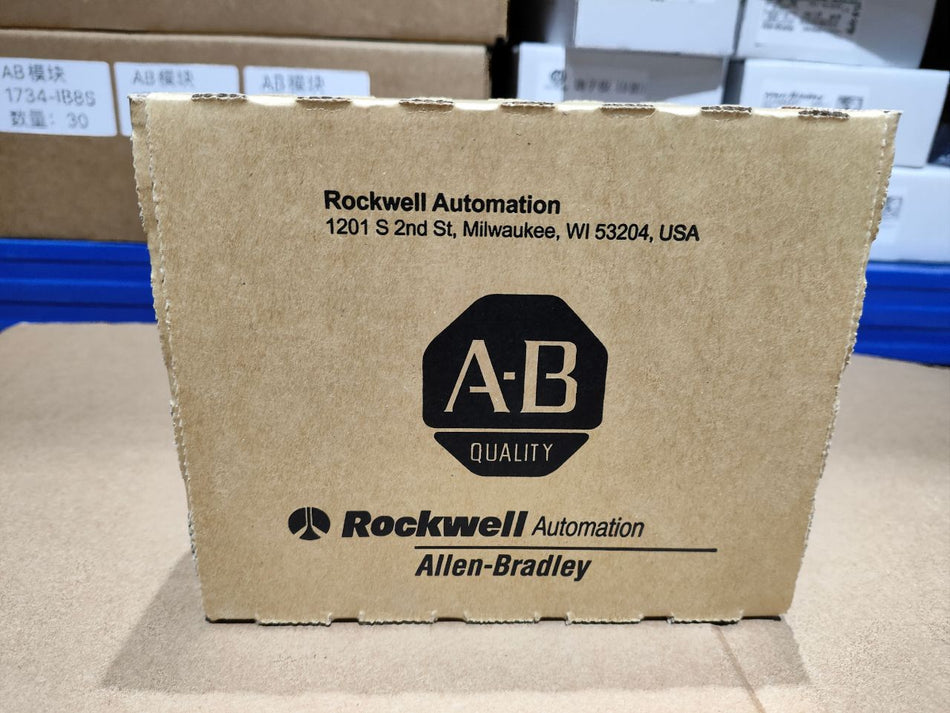 AB模块
1734-IB8S
数量: 30
AB模块
AB模块
Rockwell Automation
1201 S 2nd St, Milwaukee, WI 53204, USA
A-B
QUALITY
Rockwell Automation
Allen-Bradley